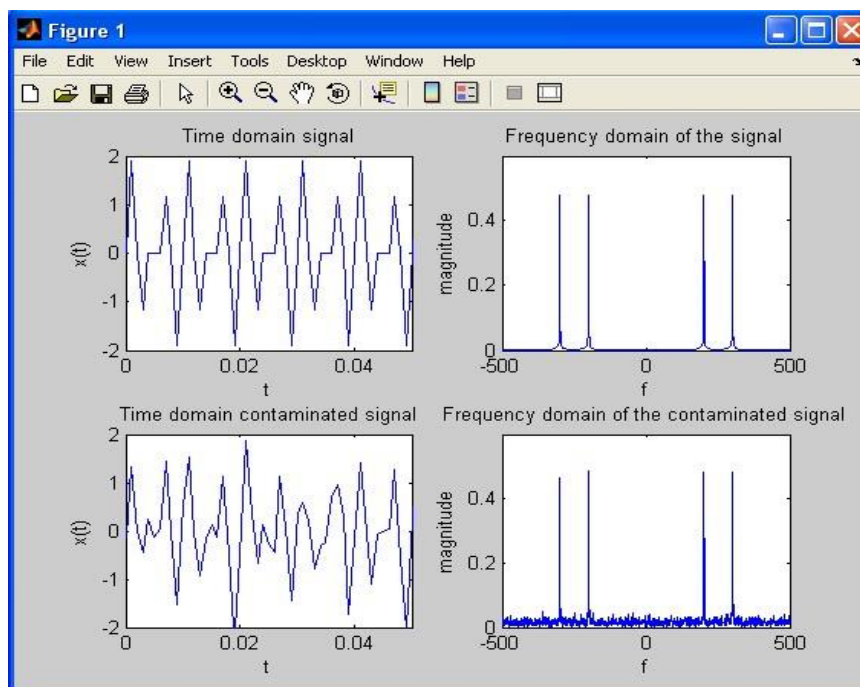 Figure 1
File Edit View Insert Tools Desktop Window Help
Time domain signal
2
1
0
-1
-2
x(t)
0 0.02 0.04
t
Frequency domain of the signal
0.4
0.2
0
magnitude
-500 0 500
f
Time domain contaminated signal
2
1
0
-1
-2
x(t)
0 0.02 0.04
t
Frequency domain of the contaminated signal
0.4
0.2
0
magnitude
-500 0 500
f